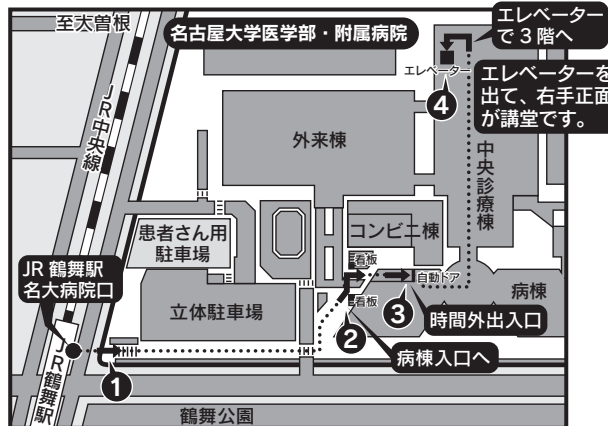 至大曽根
名古屋大学医学部・附属病院
エレベーター
で3階へ
エレベーター
エレベーターを
出て、右手正面
が講堂です。
4
JR中央線
外来棟
中央診療棟
患者さん用
駐車場
コンビニ棟
看板
自動ドア
JR鶴舞駅
名大病院口
立体駐車場
看板
病棟
2
3
時間外出入口
病棟入口へ
1
JR鶴舞駅
鶴舞公園